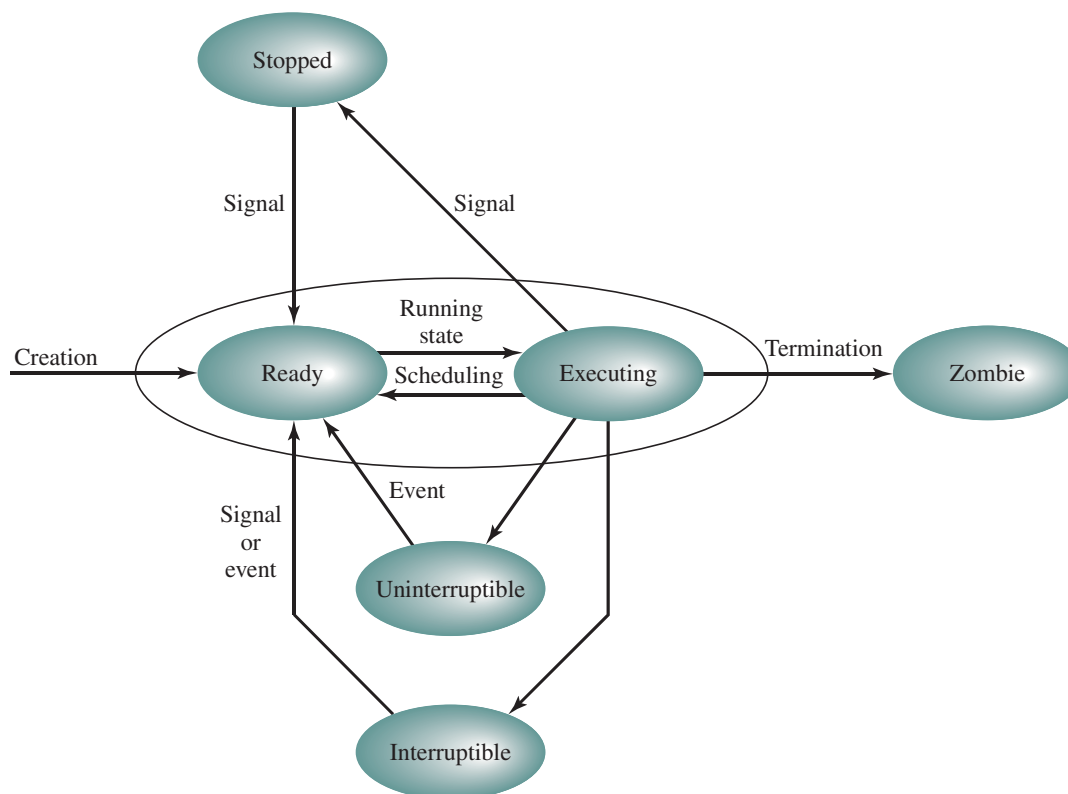 Stopped
Signal
Signal
Running
state
Creation
Ready
Scheduling
Executing
Termination
Zombie
Event
Signal
or
event
Uninterruptible
Interruptible